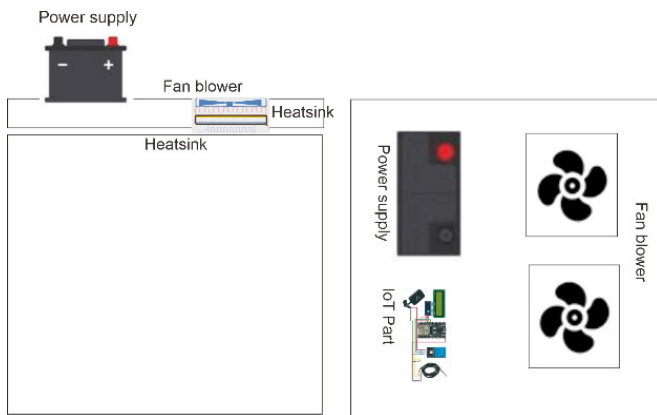 Power supply
− +
Fan blower
Heatsink
Heatsink
Power supply
Fan blower
IoT Part